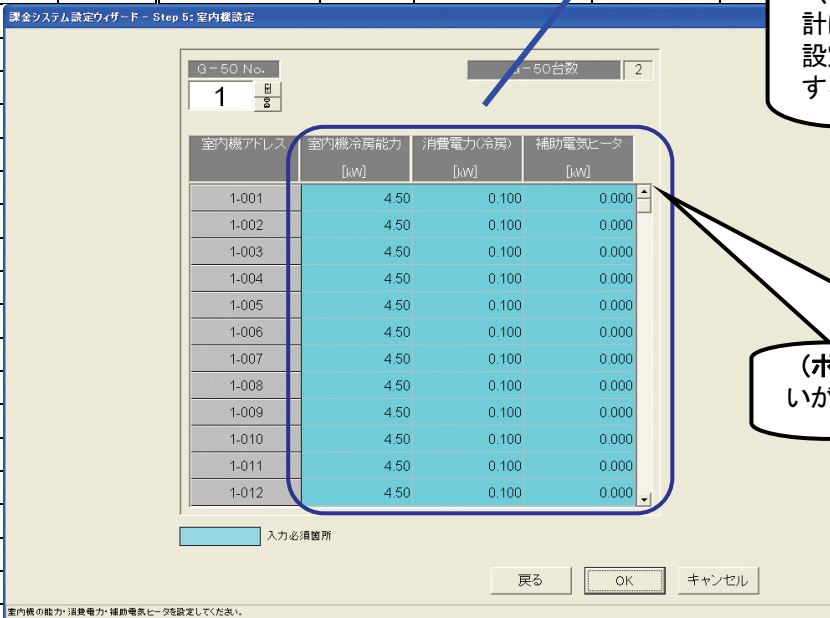 課金システム設定ウィザード - Step 5: 室内機設定
計
設
す
G-50 No.
G-50台数 2
1
室内機アドレス 室内機冷房能力 消費電力(冷房) 補助電気ヒータ
[kW] [kW] [kW]
1-001 4.50 0.100 0.000
1-002 4.50 0.100 0.000
1-003 4.50 0.100 0.000
1-004 4.50 0.100 0.000
1-005 4.50 0.100 0.000
1-006 4.50 0.100 0.000
1-007 4.50 0.100 0.000
1-008 4.50 0.100 0.000
1-009 4.50 0.100 0.000
1-010 4.50 0.100 0.000
1-011 4.50 0.100 0.000
1-012 4.50 0.100 0.000
(ホ
いが
入力必須箇所
戻る OK キャンセル
室内機の能力・消費電力・補助電気ヒータを設定してください。